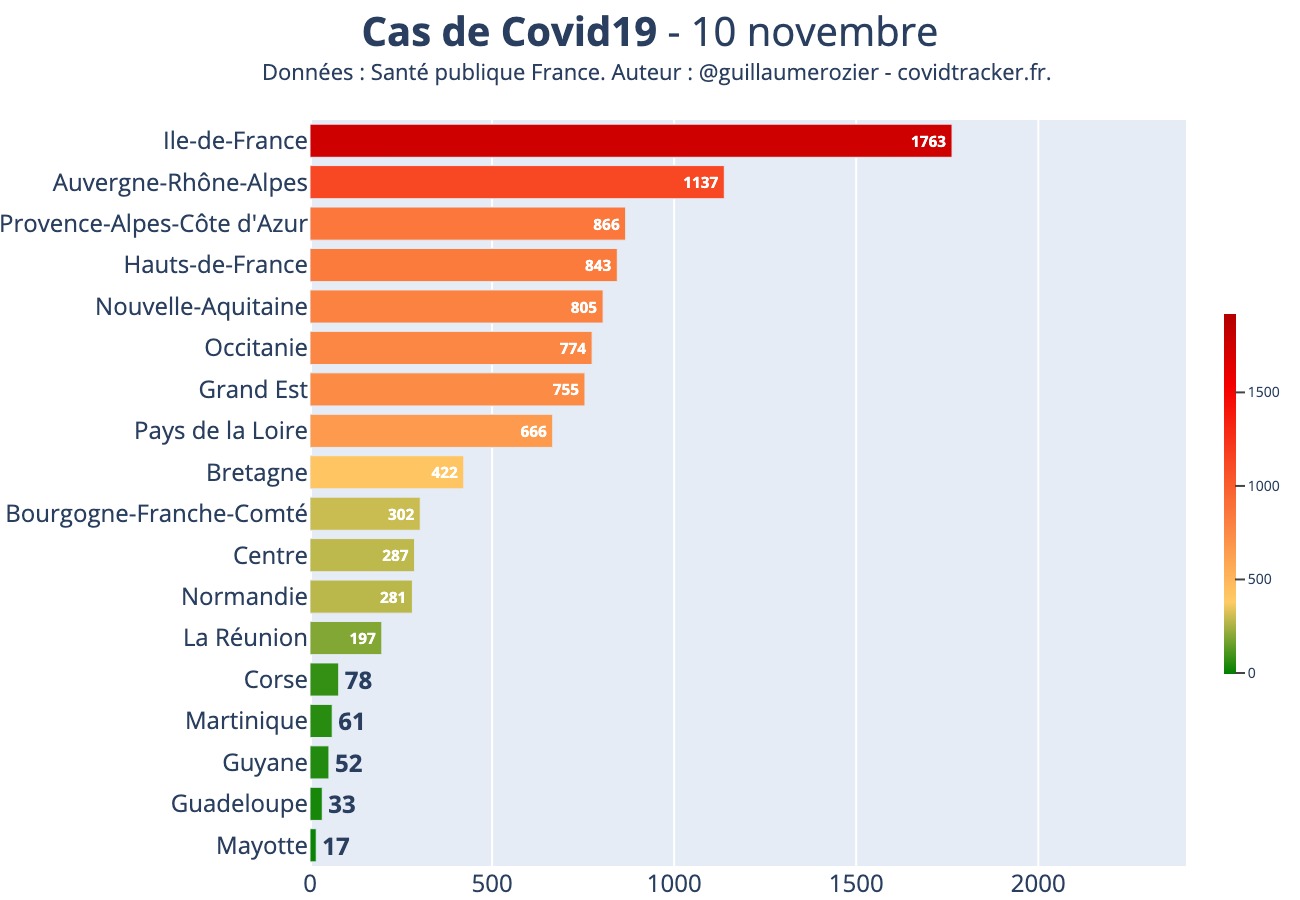 Cas de Covid19 - 10 novembre
Données : Santé publique France. Auteur : @guillaumerozier - covidtracker.fr.
Ile-de-France 1763
Auvergne-Rhône-Alpes 1137
Provence-Alpes-Côte d'Azur 866
Hauts-de-France 843
Nouvelle-Aquitaine 805
Occitanie 774
Grand Est 755
Pays de la Loire 666
Bretagne 422
Bourgogne-Franche-Comté 302
Centre 287
Normandie 281
La Réunion 197
Corse 78
Martinique 61
Guyane 52
Guadeloupe 33
Mayotte 17
0 500 1000 1500 2000
1500
1000
500
0